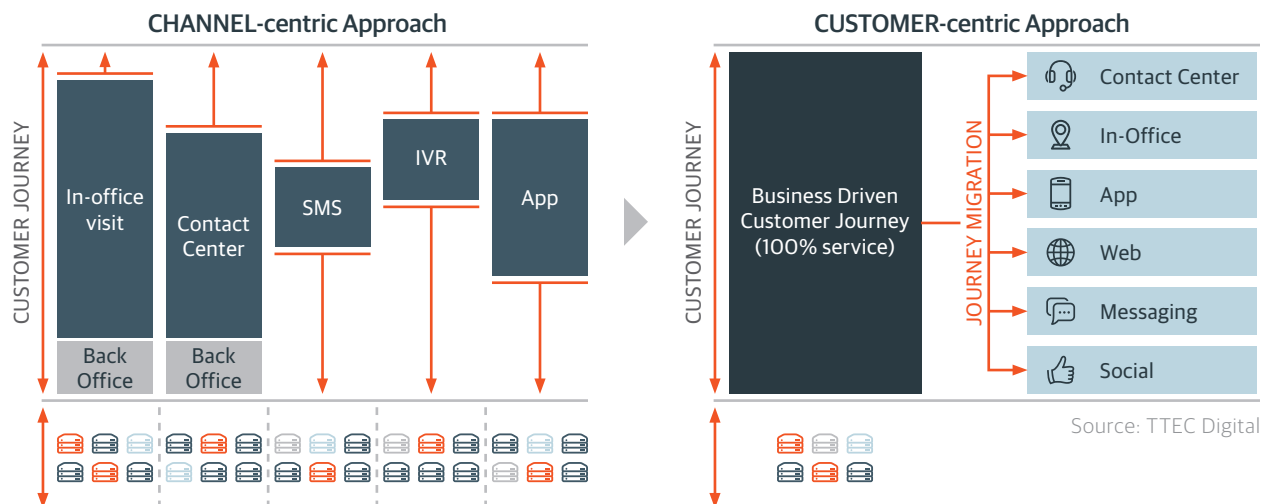 CHANNEL-centric Approach
CUSTOMER JOURNEY
In-office
visit
Back
Office
Contact
Center
Back
Office
SMS
IVR
App
CUSTOMER-centric Approach
CUSTOMER JOURNEY
Business Driven
Customer Journey
(100% service)
JOURNEY MIGRATION
Contact Center
In-Office
App
Web
Messaging
Social
Source: TTEC Digital